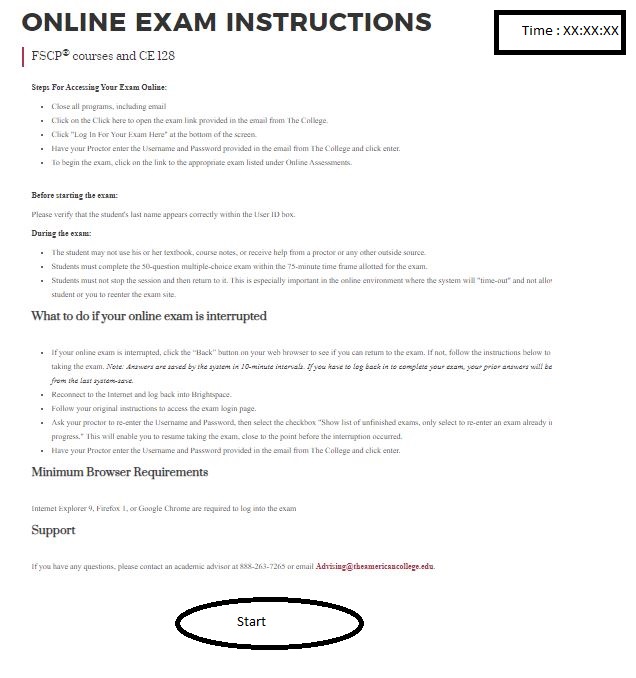 ONLINE EXAM INSTRUCTIONS
Time : XX:XX:XX
FSCP® courses and CE 128
Steps For Accessing Your Exam Online:
• Close all programs, including email
• Click on the Click here to open the exam link provided in the email from The College.
• Click "Log In For Your Exam Here" at the bottom of the screen.
• Have your Proctor enter the Username and Password provided in the email from The College and click enter.
• To begin the exam, click on the link to the appropriate exam listed under Online Assessments.
Before starting the exam:
Please verify that the student's last name appears correctly within the User ID box.
During the exam:
• The student may not use his or her textbook, course notes, or receive help from a proctor or any other outside source.
• Students must complete the 50-question multiple-choice exam within the 75-minute time frame allotted for the exam.
• Students must not stop the session and then return to it. This is especially important in the online environment where the system will "time-out" and not allo
student or you to reenter the exam site.
What to do if your online exam is interrupted
• If your online exam is interrupted, click the "Back" button on your web browser to see if you can return to the exam. If not, follow the instructions below to
taking the exam. Note: Answers are saved by the system in 10-minute intervals. If you have to log back in to complete your exam, your prior answers will be
from the last system-save.
• Reconnect to the Internet and log back into Brightspace.
• Follow your original instructions to access the exam login page.
• Ask your proctor to re-enter the Username and Password, then select the checkbox "Show list of unfinished exams, only select to re-enter an exam already i
progress." This will enable you to resume taking the exam, close to the point before the interruption occurred.
• Have your Proctor enter the Username and Password provided in the email from The College and click enter.
Minimum Browser Requirements
Internet Explorer 9, Firefox 1, or Google Chrome are required to log into the exam
Support
If you have any questions, please contact an academic advisor at 888-263-7265 or email Advising@theamericancollege.edu.
Start